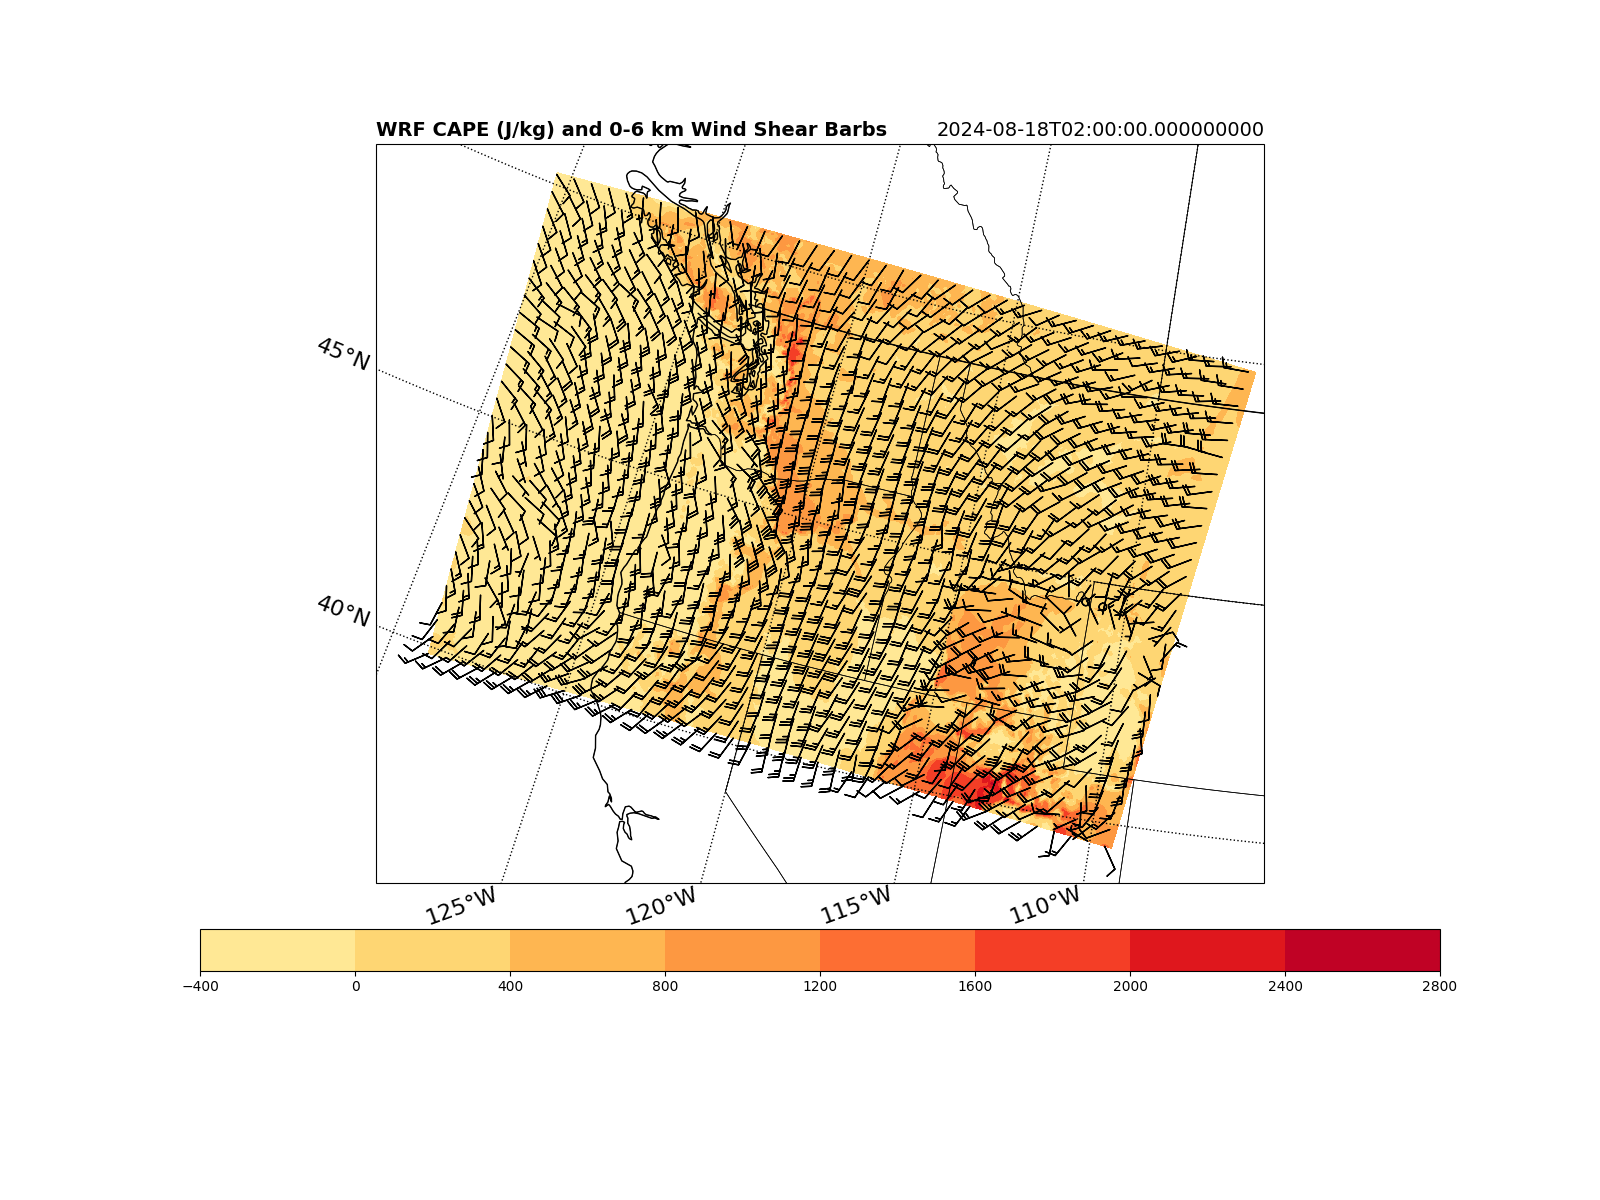 WRF CAPE (J/kg) and 0-6 km Wind Shear Barbs 2024-08-18T02:00:00.000000000
45°N
40°N
125°W 120°W 115°W 110°W
−400 0 400 800 1200 1600 2000 2400 2800